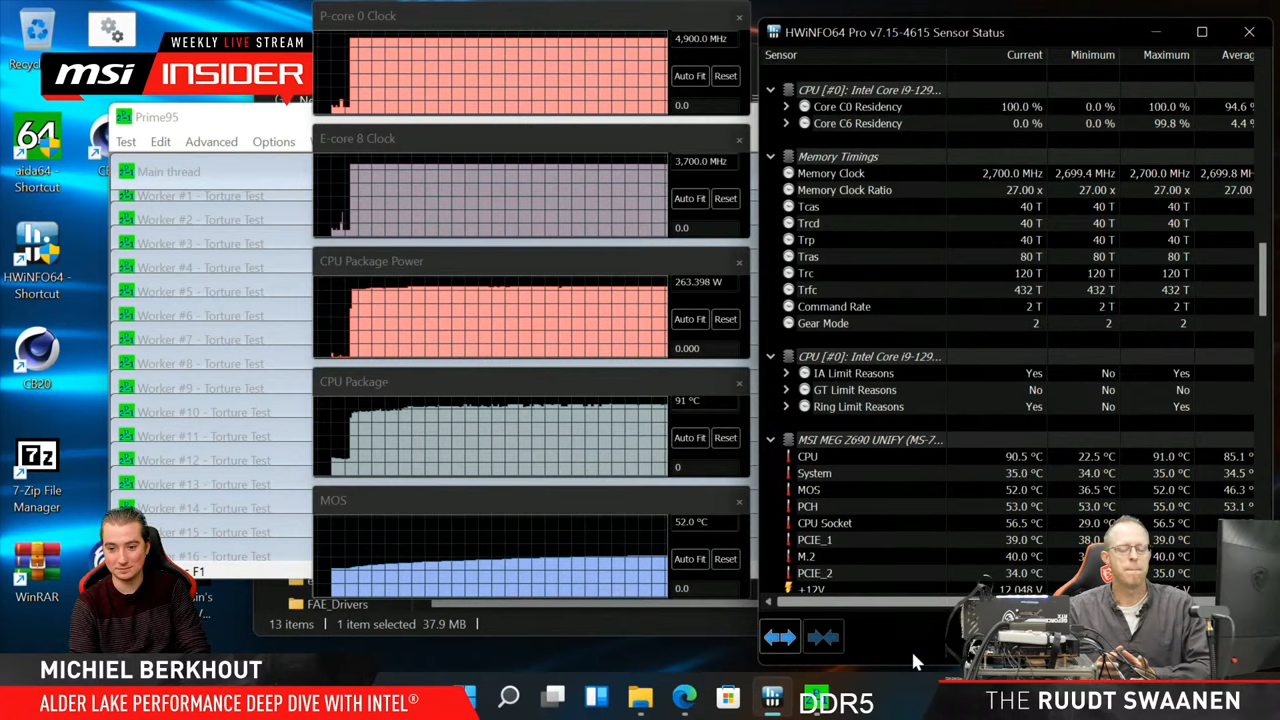 WEEKLY LIVE STREAM
msi INSIDER
aida64 -
Shortcut
HWiNFO64 -
Shortcut
CB20
7-Zip File
Manager
WinRAR
Prime95
Test Edit Advanced Options
Main thread
Worker #1 - Torture Test
Worker #2 - Torture Test
Worker #3 - Torture Test
Worker #4 - Torture Test
Worker #5 - Torture Test
Worker #6 - Torture Test
Worker #7 - Torture Test
Worker #8 - Torture Test
Worker #9 - Torture Test
Worker #10 - Torture Test
Worker #11 - Torture Test
Worker #12 - Torture Test
Worker #13 - Torture Test
Worker #14 - Torture Test
Worker #15 - Torture Test
Worker #16 - Torture Test
F1
P-core 0 Clock
4,900.0 MHz
Auto Fit Reset
0.0
E-core 8 Clock
3,700.0 MHz
Auto Fit Reset
0.0
CPU Package Power
263.398 W
Auto Fit Reset
0.000
CPU Package
91 °C
Auto Fit Reset
0
MOS
52.0 °C
Auto Fit Reset
0.0
FAE_Drivers
13 items 1 item selected 37.9 MB
HWiNFO64 Pro v7.15-4615 Sensor Status
Sensor Current Minimum Maximum Averag
CPU [#0]: Intel Core i9-129...
Core C0 Residency 100.0 % 0.0 % 100.0 % 94.6 %
Core C6 Residency 0.0 % 0.0 % 99.8 % 4.4 %
Memory Timings
Memory Clock 2,700.0 MHz 2,699.4 MHz 2,700.0 MHz 2,699.8 MH
Memory Clock Ratio 27.00 x 27.00 x 27.00 x 27.00
Tcas 40 T 40 T 40 T
Trcd 40 T 40 T 40 T
Trp 40 T 40 T 40 T
Tras 80 T 80 T 80 T
Trc 120 T 120 T 120 T
Trfc 432 T 432 T 432 T
Command Rate 2 T 2 T 2 T
Gear Mode 2 2 2
CPU [#0]: Intel Core i9-129...
IA Limit Reasons Yes No Yes
GT Limit Reasons No No No
Ring Limit Reasons Yes No Yes
MSI MEG Z690 UNIFY (MS-7...
CPU 90.5 °C 22.5 °C 91.0 °C 85.1 °
System 35.0 °C 34.0 °C 35.0 °C 34.5 °
MOS 52.0 °C 36.5 °C 52.0 °C 46.3 °
PCH 53.0 °C 53.0 °C 55.0 °C 53.1 °
CPU Socket 56.5 °C 29.0 °C 56.5 °C
PCIE_1 39.0 °C 38.0 39.0 °C
M.2 40.0 °C 40.0 °C
PCIE_2 34.0 °C 35.0 °C
+12V 12.048 V
MICHIEL BERKHOUT
ALDER LAKE PERFORMANCE DEEP DIVE WITH INTEL®
DDR5
THE RUUDT SWAANEN